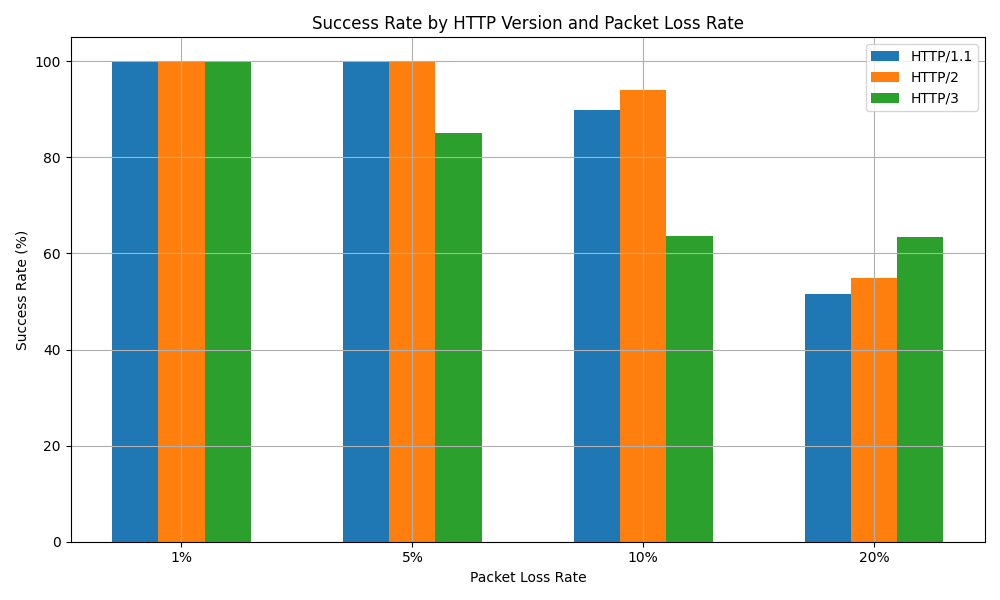 Success Rate by HTTP Version and Packet Loss Rate
HTTP/1.1
HTTP/2
HTTP/3
Success Rate (%)
100
80
60
40
20
0
1%
5%
10%
20%
Packet Loss Rate